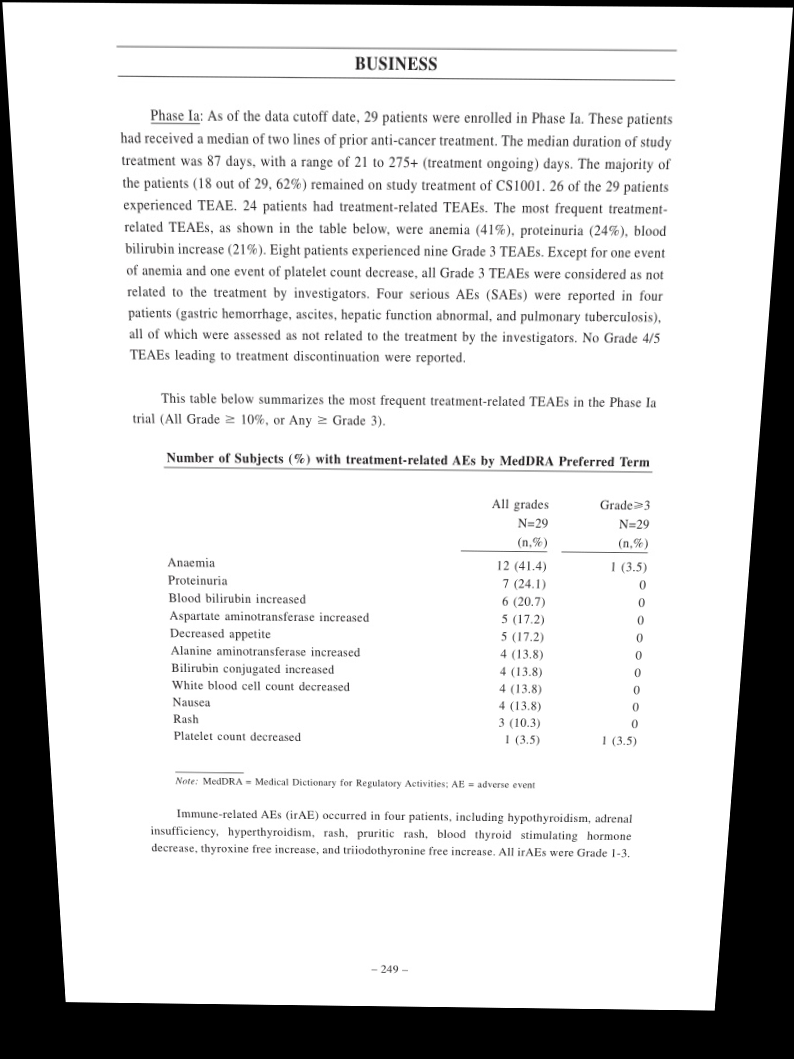 BUSINESS
Phase Ia: As of the data cutoff date, 29 patients were enrolled in Phase Ia. These patients
had received a median of two lines of prior anti-cancer treatment. The median duration of study
treatment was 87 days, with a range of 21 to 275+ (treatment ongoing) days. The majority of
the patients (18 out of 29, 62%) remained on study treatment of CS1001. 26 of the 29 patients
experienced TEAE. 24 patients had treatment-related TEAEs. The most frequent treatment-
related TEAEs, as shown in the table below, were anemia (41%), proteinuria (24%), blood
bilirubin increase (21%). Eight patients experienced nine Grade 3 TEAEs. Except for one event
of anemia and one event of platelet count decrease, all Grade 3 TEAEs were considered as not
related to the treatment by investigators. Four serious AEs (SAEs) were reported in four
patients (gastric hemorrhage, ascites, hepatic function abnormal, and pulmonary tuberculosis),
all of which were assessed as not related to the treatment by the investigators. No Grade 4/5
TEAEs leading to treatment discontinuation were reported.
This table below summarizes the most frequent treatment-related TEAEs in the Phase Ia
trial (All Grade ≥ 10%, or Any ≥ Grade 3).
Number of Subjects (%) with treatment-related AEs by MedDRA Preferred Term
All grades Grade≥3
N=29 N=29
(n,%) (n,%)
Anaemia 12 (41.4) 1 (3.5)
Proteinuria 7 (24.1) 0
Blood bilirubin increased 6 (20.7) 0
Aspartate aminotransferase increased 5 (17.2) 0
Decreased appetite 5 (17.2) 0
Alanine aminotransferase increased 4 (13.8) 0
Bilirubin conjugated increased 4 (13.8) 0
White blood cell count decreased 4 (13.8) 0
Nausea 4 (13.8) 0
Rash 3 (10.3) 0
Platelet count decreased 1 (3.5) 1 (3.5)
Note: MedDRA = Medical Dictionary for Regulatory Activities; AE = adverse event
Immune-related AEs (irAE) occurred in four patients, including hypothyroidism, adrenal
insufficiency, hyperthyroidism, rash, pruritic rash, blood thyroid stimulating hormone
decrease, thyroxine free increase, and triiodothyronine free increase. All irAEs were Grade 1-3.
– 249 –